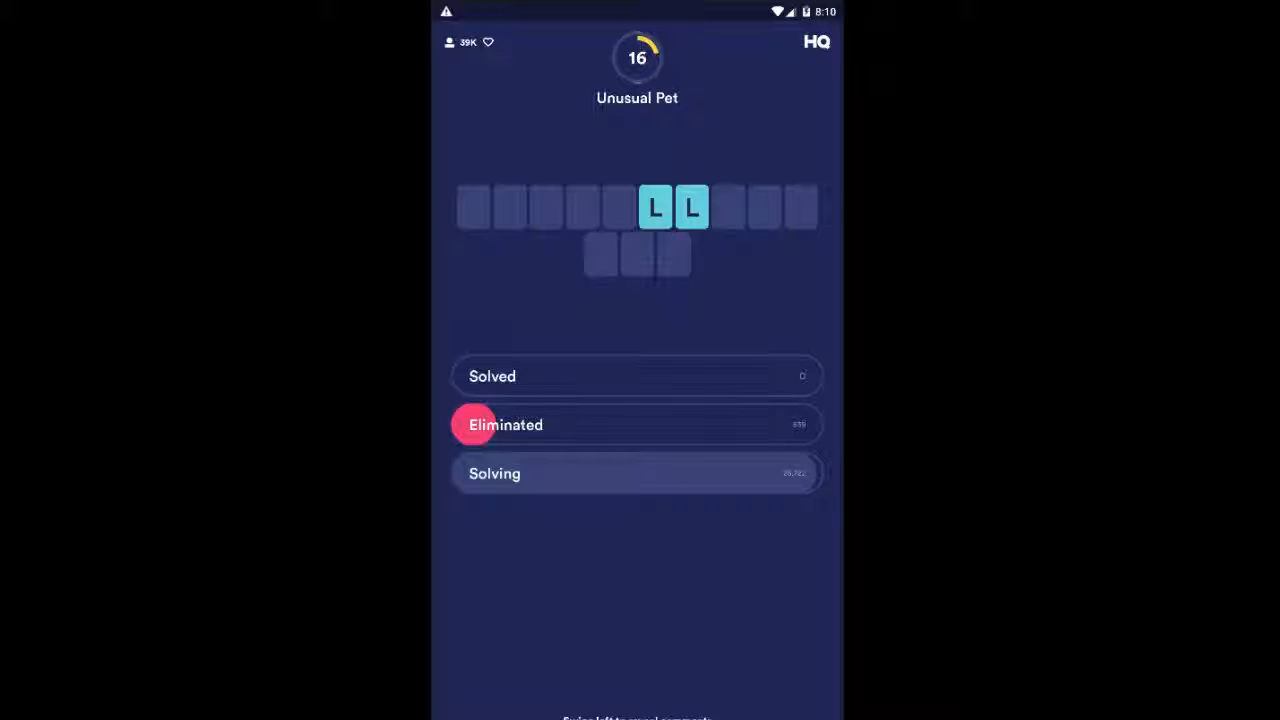 8:10
39K
16
HQ
Unusual Pet
L L
Solved 0
Eliminated
Solving